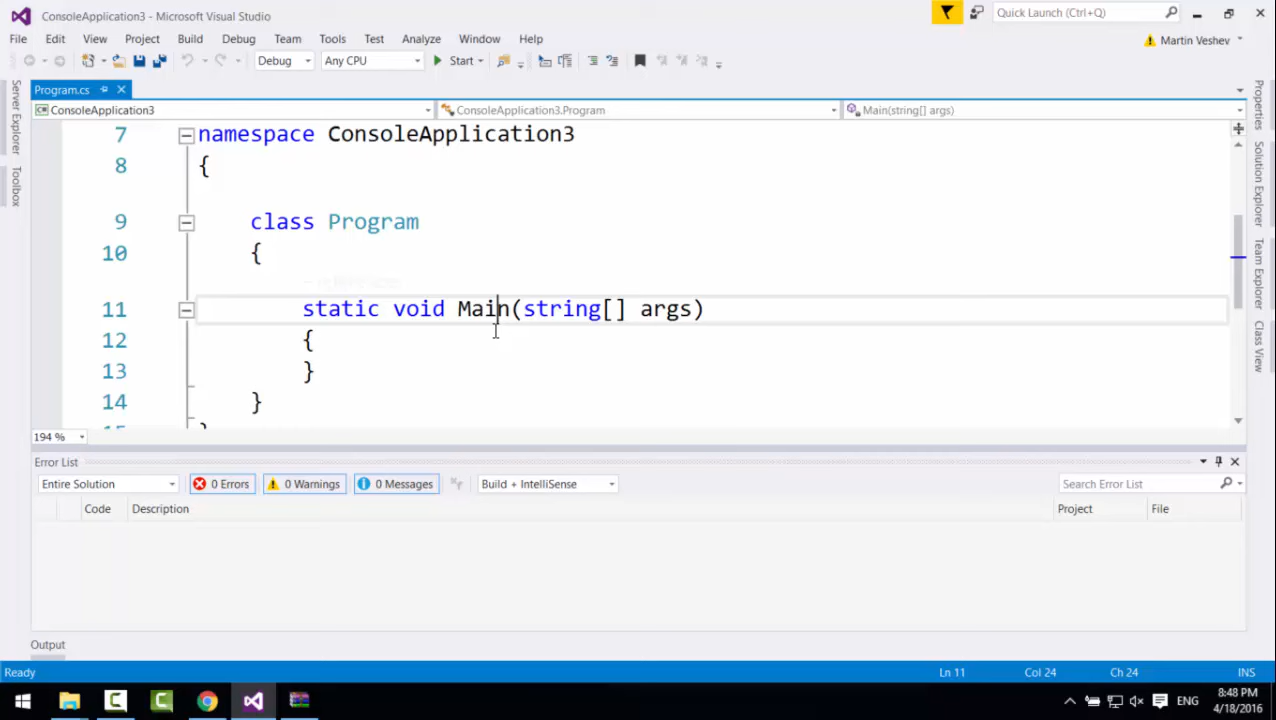 ConsoleApplication3 - Microsoft Visual Studio
Quick Launch (Ctrl+Q)
File Edit View Project Build Debug Team Tools Test Analyze Window Help
Martin Veshev
Debug Any CPU Start
Program.cs
ConsoleApplication3 ConsoleApplication3.Program Main(string[] args)
Server Explorer
Toolbox
Properties
Solution Explorer
Team Explorer
Class View
7 namespace ConsoleApplication3
8 {
9 class Program
10 {
11 static void Main(string[] args)
12 {
13 }
14 }
194 %
Error List
Entire Solution 0 Errors 0 Warnings 0 Messages Build + IntelliSense Search Error List
Code Description Project File
Output
Ready Ln 11 Col 24 Ch 24 INS
ENG
8:48 PM
4/18/2016